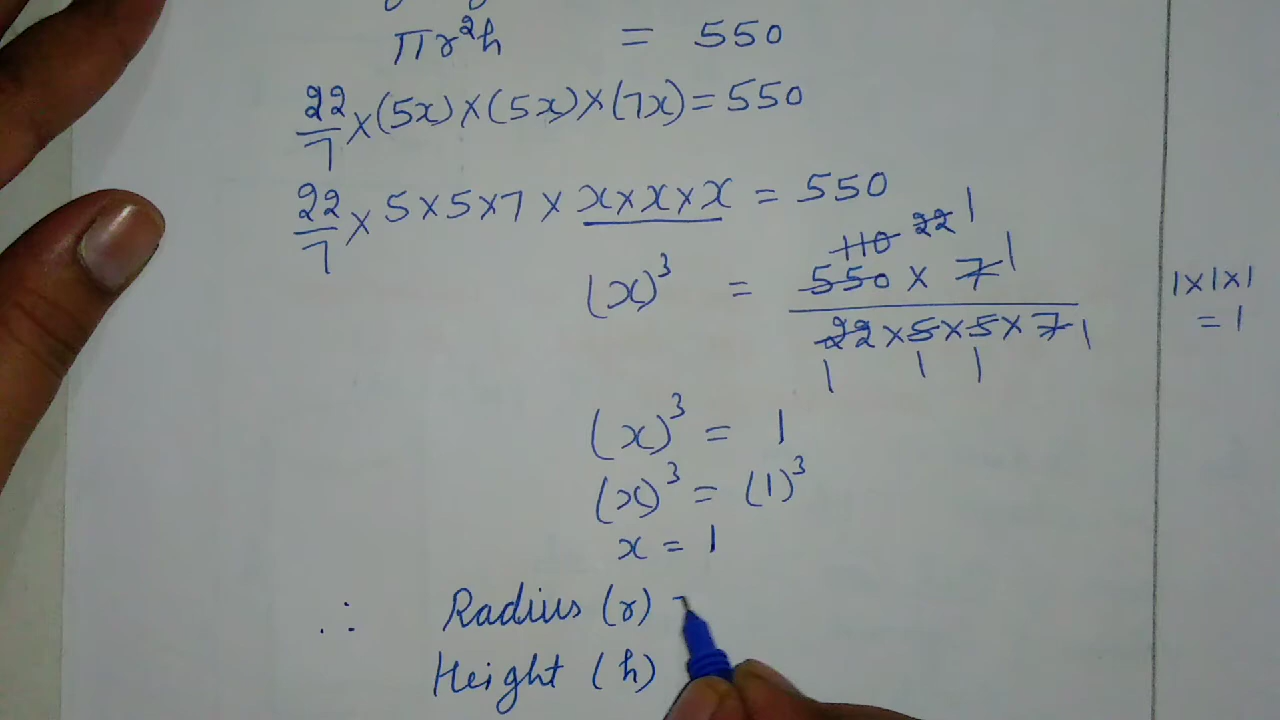 πr²h = 550
22/7 × (5x) × (5x) × (7x) = 550
22/7 × 5 × 5 × 7 × x × x × x = 550
110 22 1
(x)³ = 550 × 7 1 / 22 × 5 × 5 × 7 1
1 1 1
1 × 1 × 1
= 1
(x)³ = 1
(x)³ = (1)³
x = 1
∴ Radius (r)
Height (h)